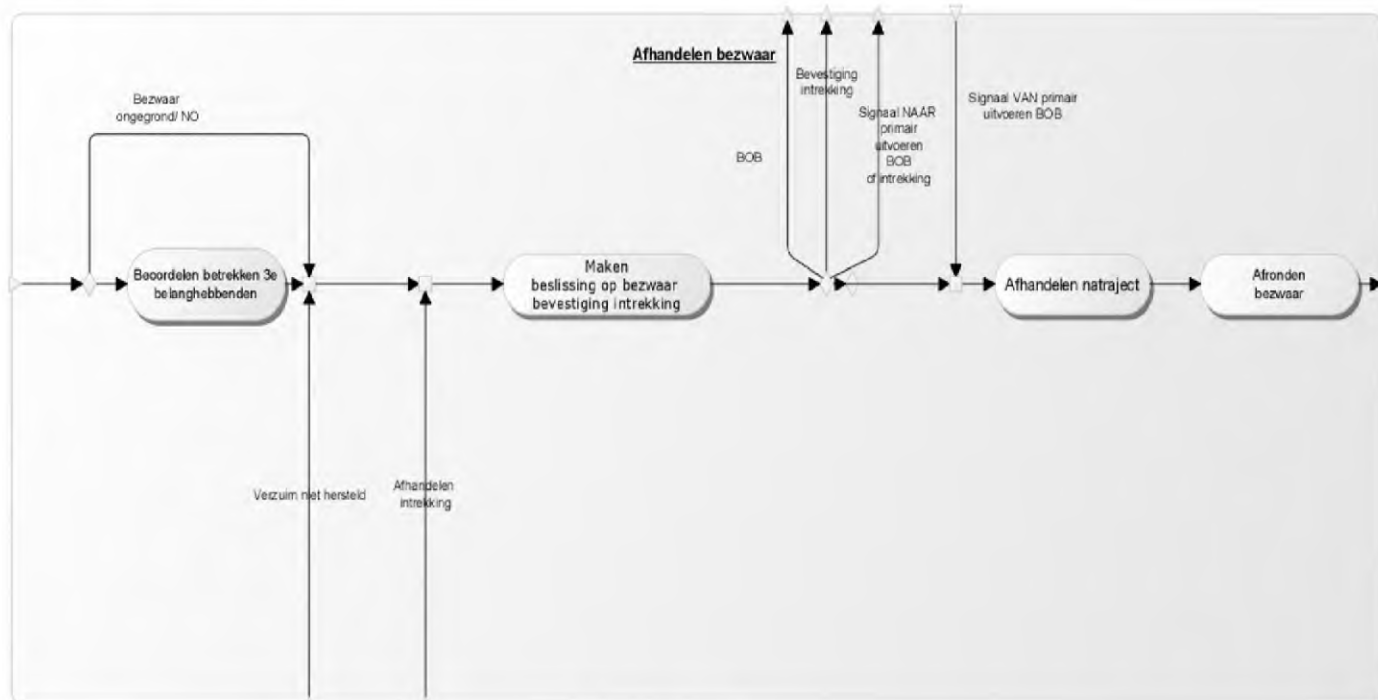 Afhandelen bezwaar
Bezwaar
ongegrond/ NO
Bevestiging
intrekking
BOB
Signaal NAAR
primair
uitvoeren
BOB
of intrekking
Signaal VAN primair
uitvoeren BOB
Beoordelen betrekken 3e
belanghebbenden
Maken
beslissing op bezwaar
bevestiging intrekking
Afhandelen natraject
Afronden
bezwaar
Verzuim niet hersteld
Afhandelen
intrekking